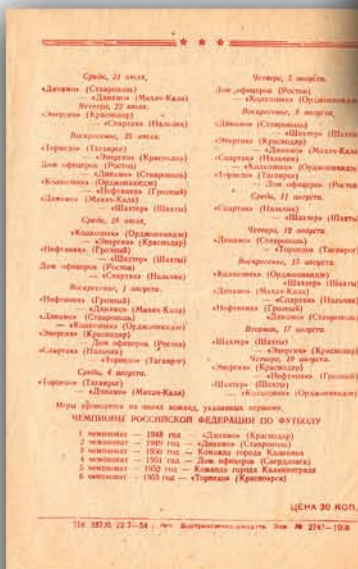 Среда, 21 июля,
«Динамо» (Ставрополь)
— «Динамо» (Махач-Кала)
Четверг, 22 июля.
«Энергия» (Краснодар)
— «Спартак» (Нальчик)
Воскресенье, 25 июля.
«Торпедо» (Таганрог)
— «Энергия» (Краснодар)
Дом офицеров (Ростов)
— «Динамо» (Ставрополь)
«Колхозник» (Орджоникидзе)
— «Нефтяник» (Грозный)
«Динамо» (Махач-Кала)
— «Шахтер» (Шахты)
Среда, 28 июля,
«Колхозник» (Орджоникидзе)
— «Энергия» (Краснодар)
«Нефтяник» (Грозный)
— «Шахтер» (Шахты)
Дом офицеров (Ростов)
— «Спартак» (Нальчик)
Воскресенье, 1 августа.
«Нефтяник» (Грозный)
— «Динамо» (Махач-Кала)
«Динамо» (Ставрополь)
— «Колхозник» (Орджоникидзе)
«Энергия» (Краснодар)
— Дом офицеров (Ростов)
«Спартак» (Нальчик)
— «Торпедо» (Таганрог)
Среда, 4 августа.
«Торпедо» (Таганрог)
— «Динамо» (Махач-Кала)
Четверг, 5 августа.
Дом офицеров (Ростов)
— «Колхозник» (Орджоникидзе)
Воскресенье, 8 августа,
«Динамо» (Ставрополь)
— «Шахтер» (Шахты)
«Энергия» (Краснодар)
— «Динамо» (Махач-Кала)
«Спартак» (Нальчик)
— «Колхозник» (Орджоникидзе)
«Торпедо» (Таганрог)
— Дом офицеров (Ростов)
Среда, 11 августа.
«Спартак» (Нальчик)
— «Шахтер» (Шахты)
Четверг, 12 августа.
«Динамо» (Ставрополь)
— «Торпедо» (Таганрог)
Воскресенье, 15 августа.
«Колхозник» (Орджоникидзе)
— «Шахтер» (Шахты)
«Динамо» (Махач-Кала)
— «Спартак» (Нальчик)
«Нефтяник» (Грозный)
— «Динамо» (Ставрополь)
Вторник, 17 августа.
«Шахтер» (Шахты)
— «Энергия» (Краснодар)
Четверг, 19 августа.
«Энергия» (Краснодар)
— «Нефтяник» (Грозный)
«Шахтер» (Шахты)
— «Колхозник» (Орджоникидзе)
Игры проводятся на полях команд, указанных первыми.
ЧЕМПИОНЫ РОССИЙСКОЙ ФЕДЕРАЦИИ ПО ФУТБОЛУ
1 чемпионат — 1948 год — «Динамо» (Краснодар)
2 чемпионат — 1949 год — «Динамо» (Ставрополь)
3 чемпионат — 1950 год — Команда города Калинина
4 чемпионат — 1951 год — Дом офицеров (Свердловск)
5 чемпионат — 1952 год — Команда города Калининграда
6 чемпионат — 1953 год — «Торпедо» (Красноярск)
ЦЕНА 30 КОП.